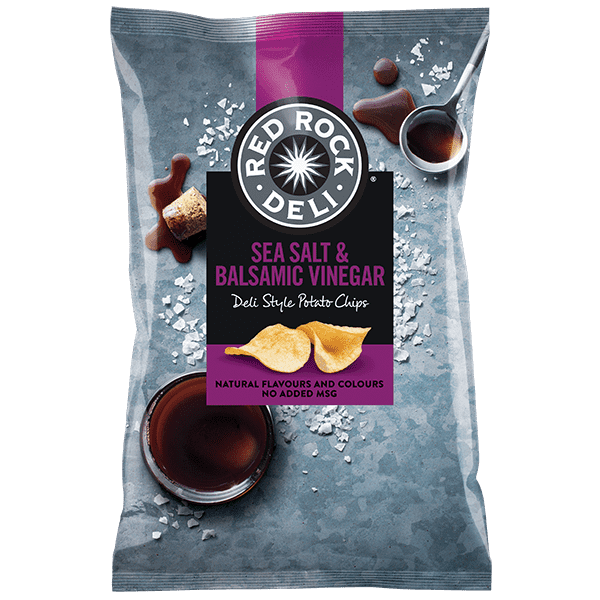 RED ROCK
· DELI ·
®
SEA SALT &
BALSAMIC VINEGAR
Deli Style Potato Chips
NATURAL FLAVOURS AND COLOURS
NO ADDED MSG